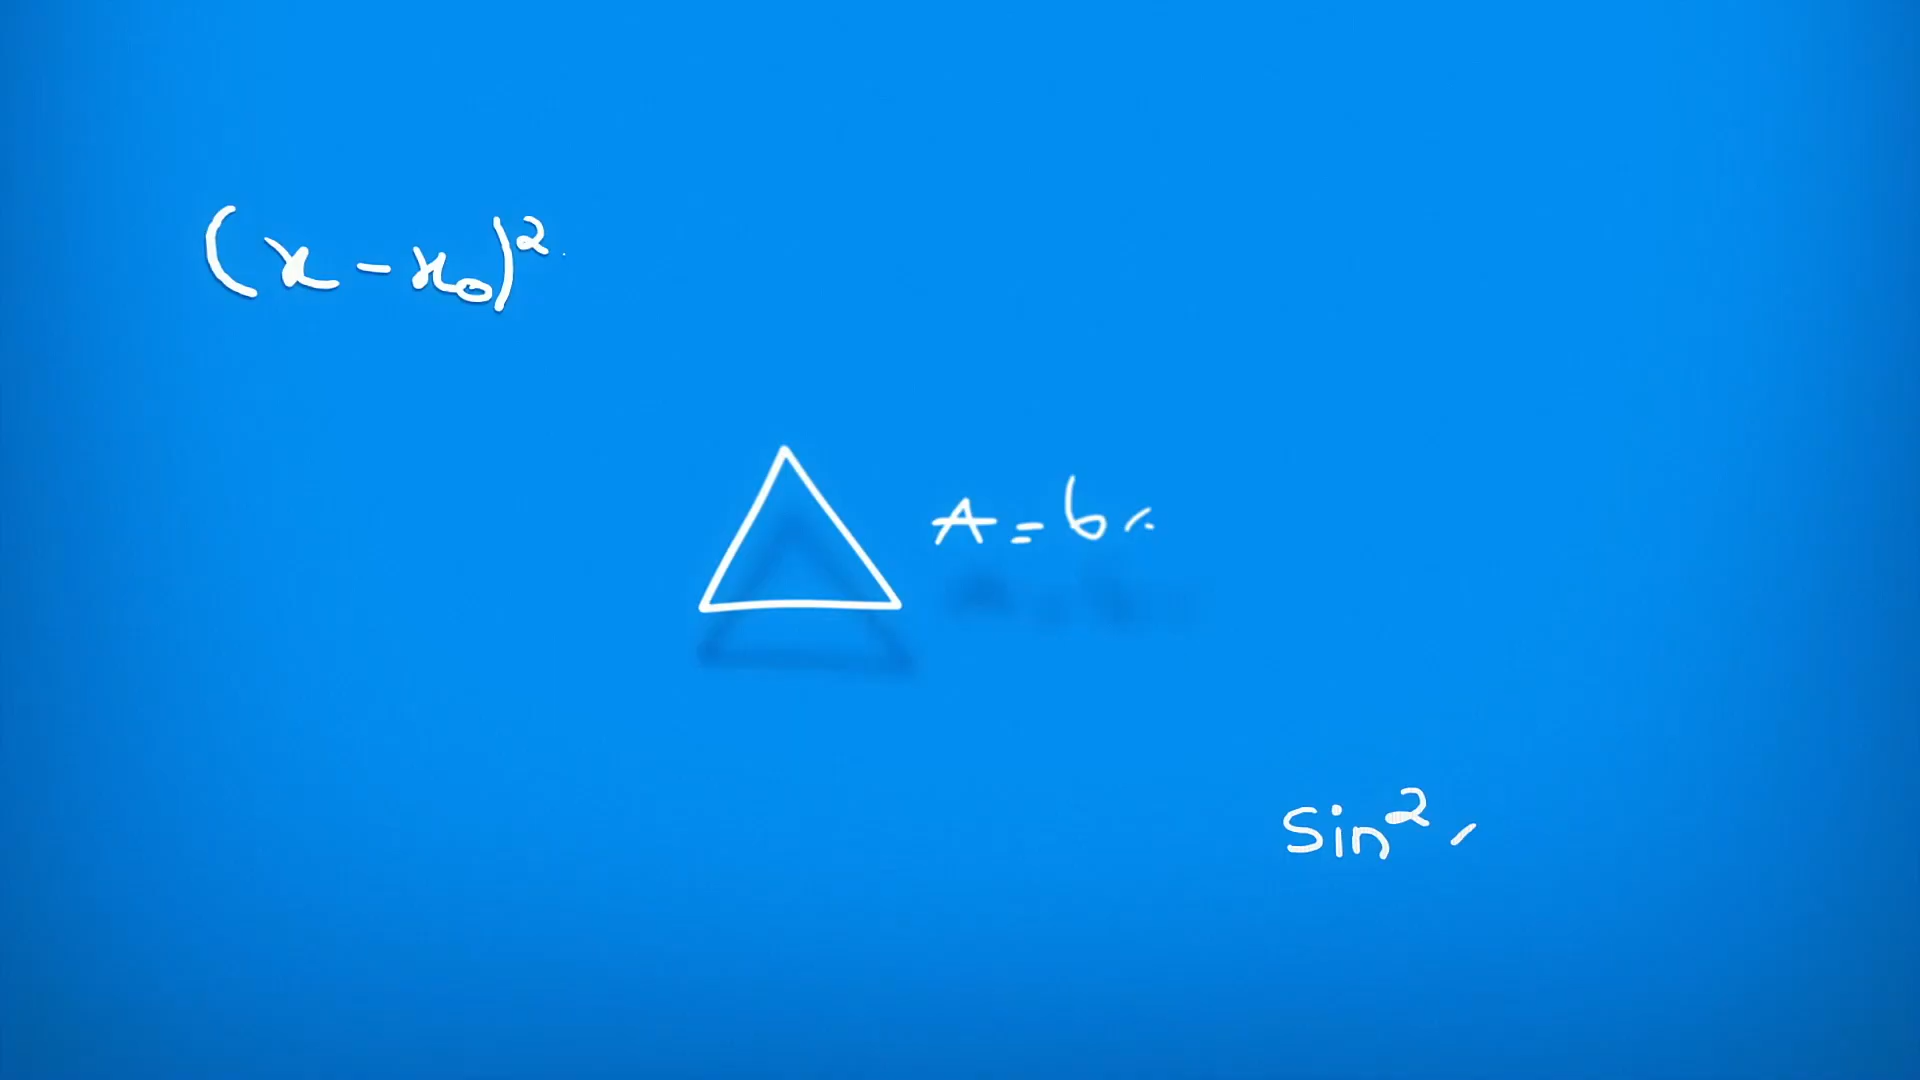 (x - x₀)²
A = b
sin²